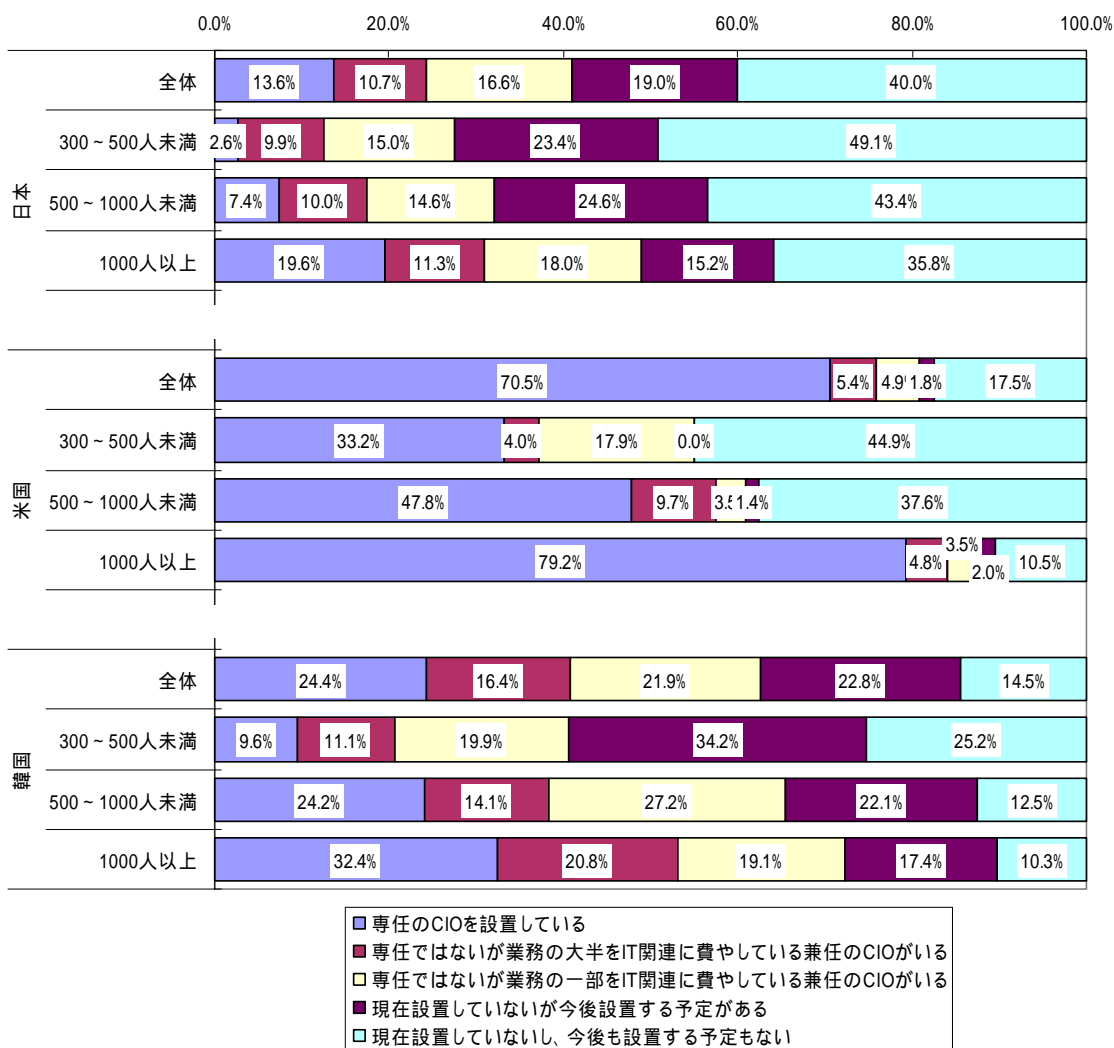 0.0% 20.0% 40.0% 60.0% 80.0% 100.0%
日本
全体 13.6% 10.7% 16.6% 19.0% 40.0%
300～500人未満 2.6% 9.9% 15.0% 23.4% 49.1%
500～1000人未満 7.4% 10.0% 14.6% 24.6% 43.4%
1000人以上 19.6% 11.3% 18.0% 15.2% 35.8%
米国
全体 70.5% 5.4% 4.9% 1.8% 17.5%
300～500人未満 33.2% 4.0% 17.9% 0.0% 44.9%
500～1000人未満 47.8% 9.7% 3.5 1.4% 37.6%
1000人以上 79.2% 4.8% 3.5% 2.0% 10.5%
韓国
全体 24.4% 16.4% 21.9% 22.8% 14.5%
300～500人未満 9.6% 11.1% 19.9% 34.2% 25.2%
500～1000人未満 24.2% 14.1% 27.2% 22.1% 12.5%
1000人以上 32.4% 20.8% 19.1% 17.4% 10.3%
専任のCIOを設置している
専任ではないが業務の大半をIT関連に費やしている兼任のCIOがいる
専任ではないが業務の一部をIT関連に費やしている兼任のCIOがいる
現在設置していないが今後設置する予定がある
現在設置していないし、今後も設置する予定もない